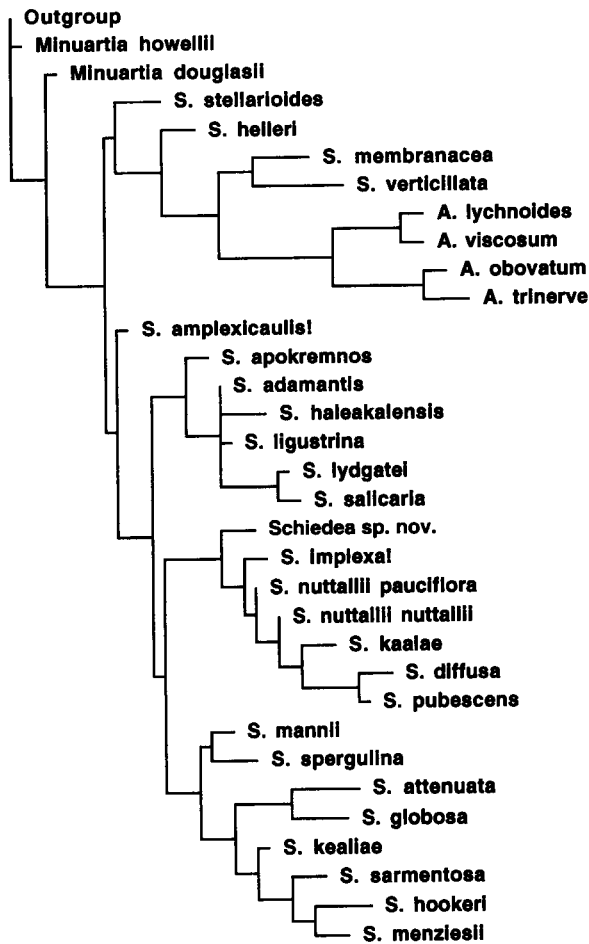 Outgroup
Minuartia howellii
Minuartia douglasii
S. stellarioides
S. helleri
S. membranacea
S. verticillata
A. lychnoides
A. viscosum
A. obovatum
A. trinerve
S. amplexicaulis!
S. apokremnos
S. adamantis
S. haleakalensis
S. ligustrina
S. lydgatei
S. salicaria
Schiedea sp. nov.
S. implexa!
S. nuttallii pauciflora
S. nuttallii nuttallii
S. kaalae
S. diffusa
S. pubescens
S. mannii
S. spergulina
S. attenuata
S. globosa
S. kealiae
S. sarmentosa
S. hookeri
S. menziesii